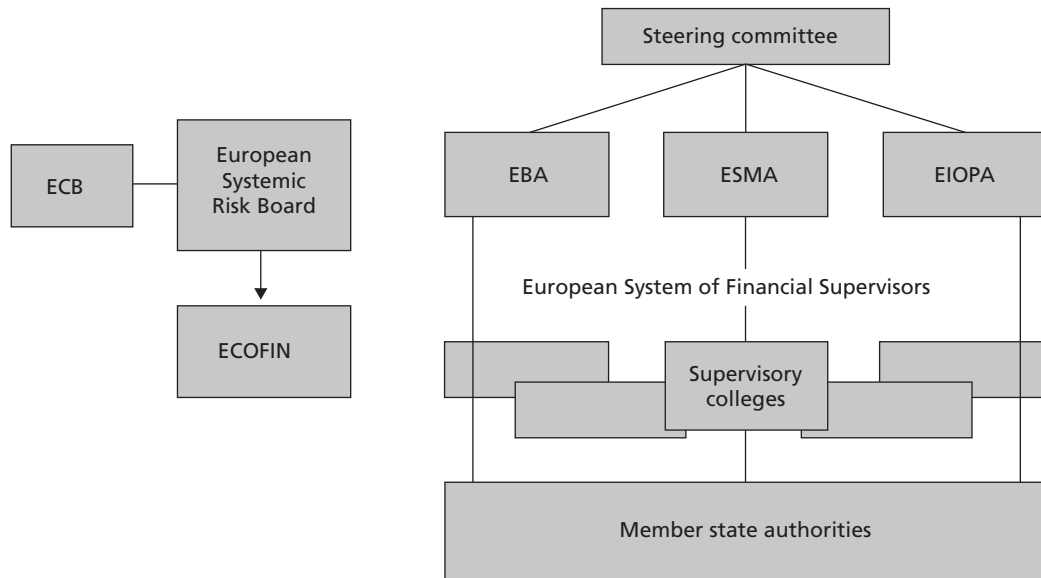 Steering committee
ECB
European
Systemic
Risk Board
ECOFIN
EBA
ESMA
EIOPA
European System of Financial Supervisors
Supervisory
colleges
Member state authorities